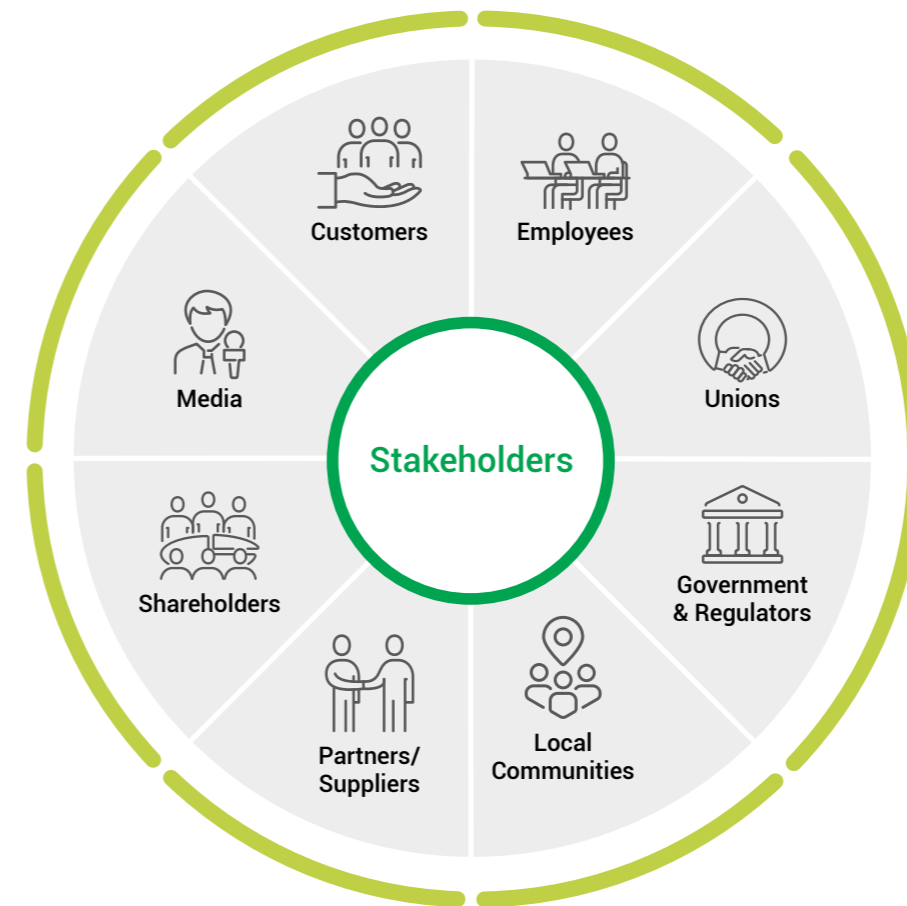 Customers
Employees
Media
Unions
Stakeholders
Shareholders
Government
& Regulators
Partners/
Suppliers
Local
Communities